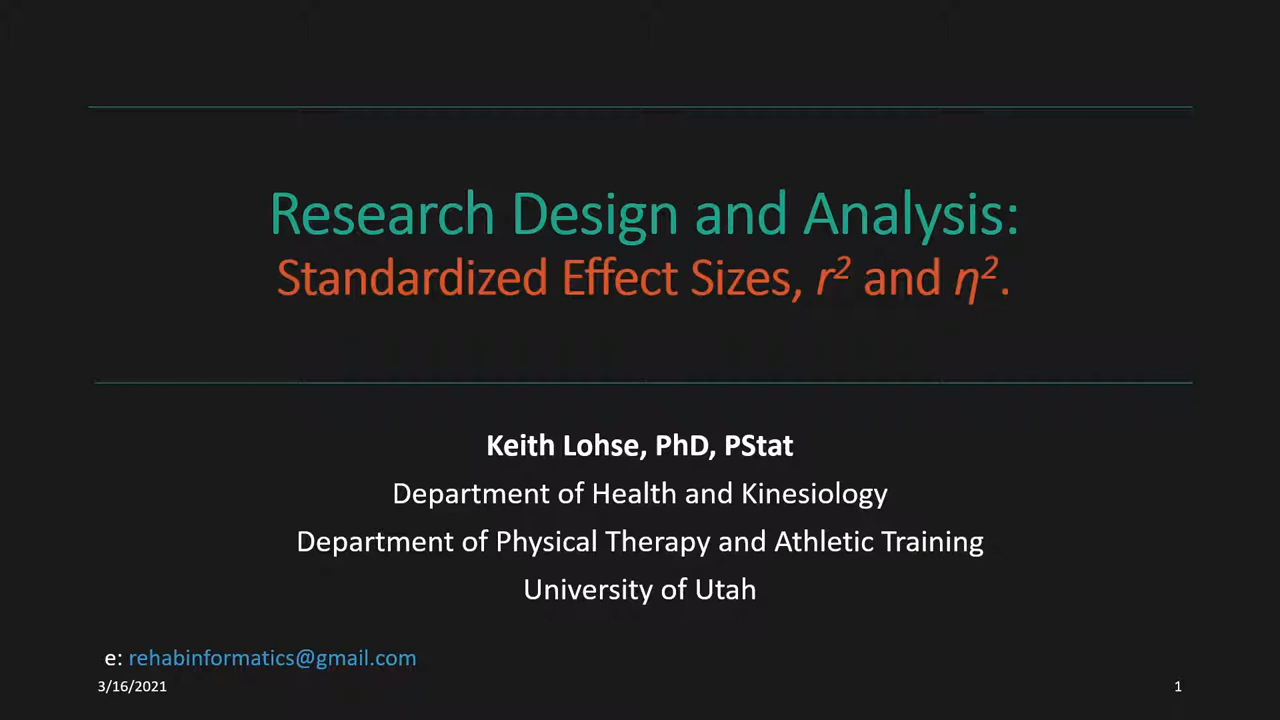 Research Design and Analysis:
Standardized Effect Sizes, r² and η².
Keith Lohse, PhD, PStat
Department of Health and Kinesiology
Department of Physical Therapy and Athletic Training
University of Utah
e: rehabinformatics@gmail.com
3/16/2021
1